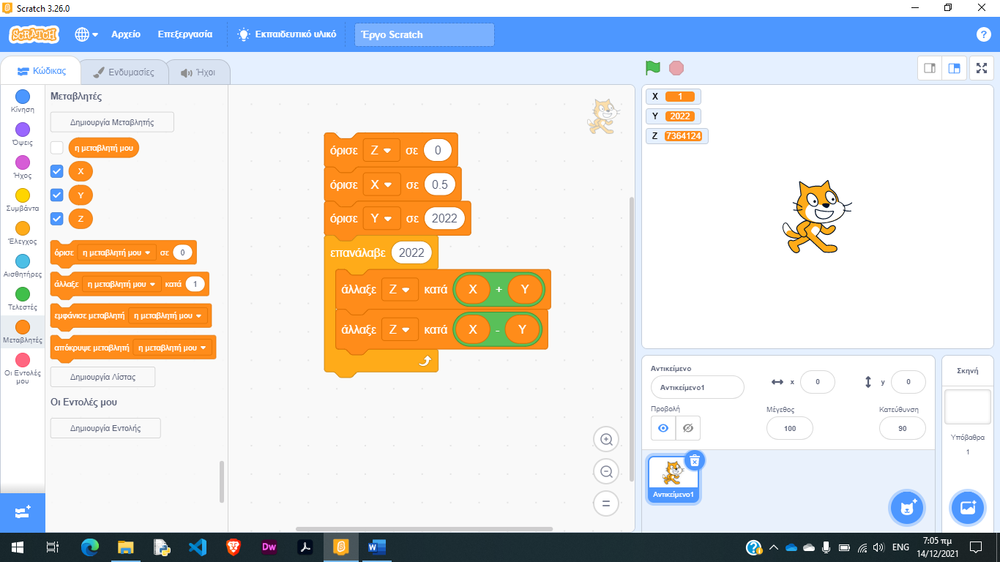 Scratch 3.26.0
SCRATCH
Αρχείο
Επεξεργασία
Εκπαιδευτικό υλικό
Έργο Scratch
?
Κώδικας
Ενδυμασίες
Ήχοι
Κίνηση
Όψεις
Ήχος
Συμβάντα
Έλεγχος
Αισθητήρες
Τελεστές
Μεταβλητές
Οι Εντολές
μου
Μεταβλητές
Δημιουργία Μεταβλητής
η μεταβλητή μου
X
Y
Z
όρισε η μεταβλητή μου σε 0
άλλαξε η μεταβλητή μου κατά 1
εμφάνισε μεταβλητή η μεταβλητή μου
απόκρυψε μεταβλητή η μεταβλητή μου
Δημιουργία Λίστας
Οι Εντολές μου
Δημιουργία Εντολής
όρισε Z σε 0
όρισε X σε 0.5
όρισε Y σε 2022
επανάλαβε 2022
άλλαξε Z κατά X + Y
άλλαξε Z κατά X - Y
X 1
Y 2022
Z 7364124
Αντικείμενο
Αντικείμενο1
x 0
y 0
Προβολή
Μέγεθος
100
Κατεύθυνση
90
Αντικείμενο1
Σκηνή
Υπόβαθρα
1
Dw
W
ENG
7:05 πμ
14/12/2021